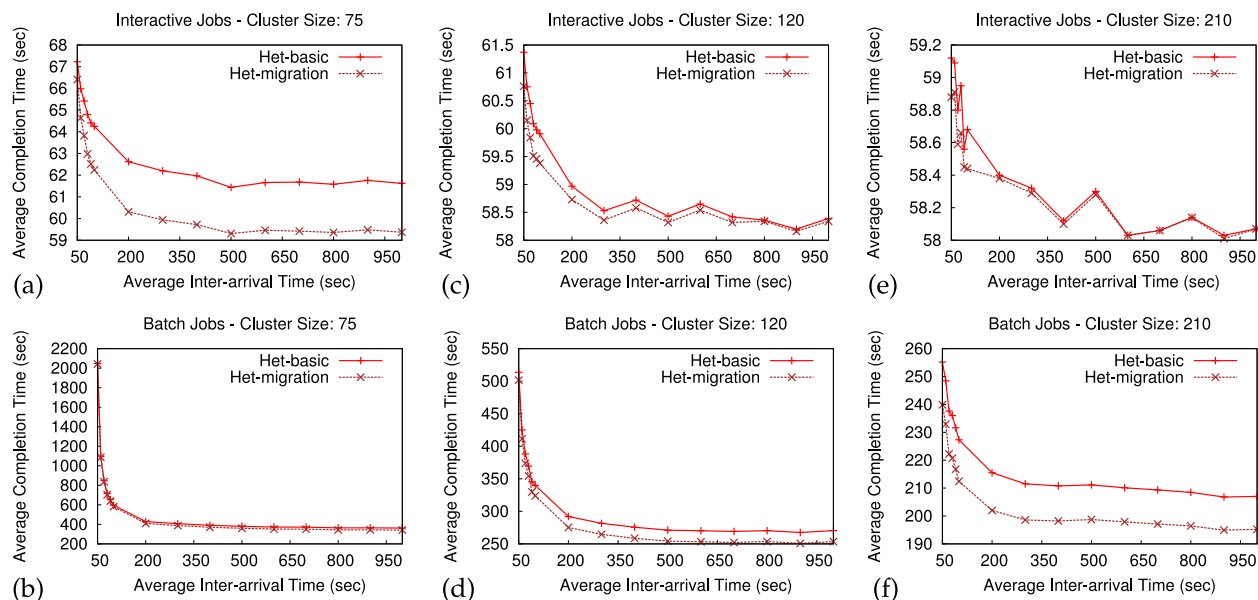 Interactive Jobs - Cluster Size: 75
Average Completion Time (sec)
68
67
66
65
64
63
62
61
60
59
Het-basic
Het-migration
50 200 350 500 650 800 950
(a) Average Inter-arrival Time (sec)
Interactive Jobs - Cluster Size: 120
Average Completion Time (sec)
61.5
61
60.5
60
59.5
59
58.5
58
Het-basic
Het-migration
50 200 350 500 650 800 950
(c) Average Inter-arrival Time (sec)
Interactive Jobs - Cluster Size: 210
Average Completion Time (sec)
59.2
59
58.8
58.6
58.4
58.2
58
Het-basic
Het-migration
50 200 350 500 650 800 950
(e) Average Inter-arrival Time (sec)
Batch Jobs - Cluster Size: 75
Average Completion Time (sec)
2200
2000
1800
1600
1400
1200
1000
800
600
400
200
Het-basic
Het-migration
50 200 350 500 650 800 950
(b) Average Inter-arrival Time (sec)
Batch Jobs - Cluster Size: 120
Average Completion Time (sec)
550
500
450
400
350
300
250
Het-basic
Het-migration
50 200 350 500 650 800 950
(d) Average Inter-arrival Time (sec)
Batch Jobs - Cluster Size: 210
Average Completion Time (sec)
260
250
240
230
220
210
200
190
Het-basic
Het-migration
50 200 350 500 650 800 950
(f) Average Inter-arrival Time (sec)